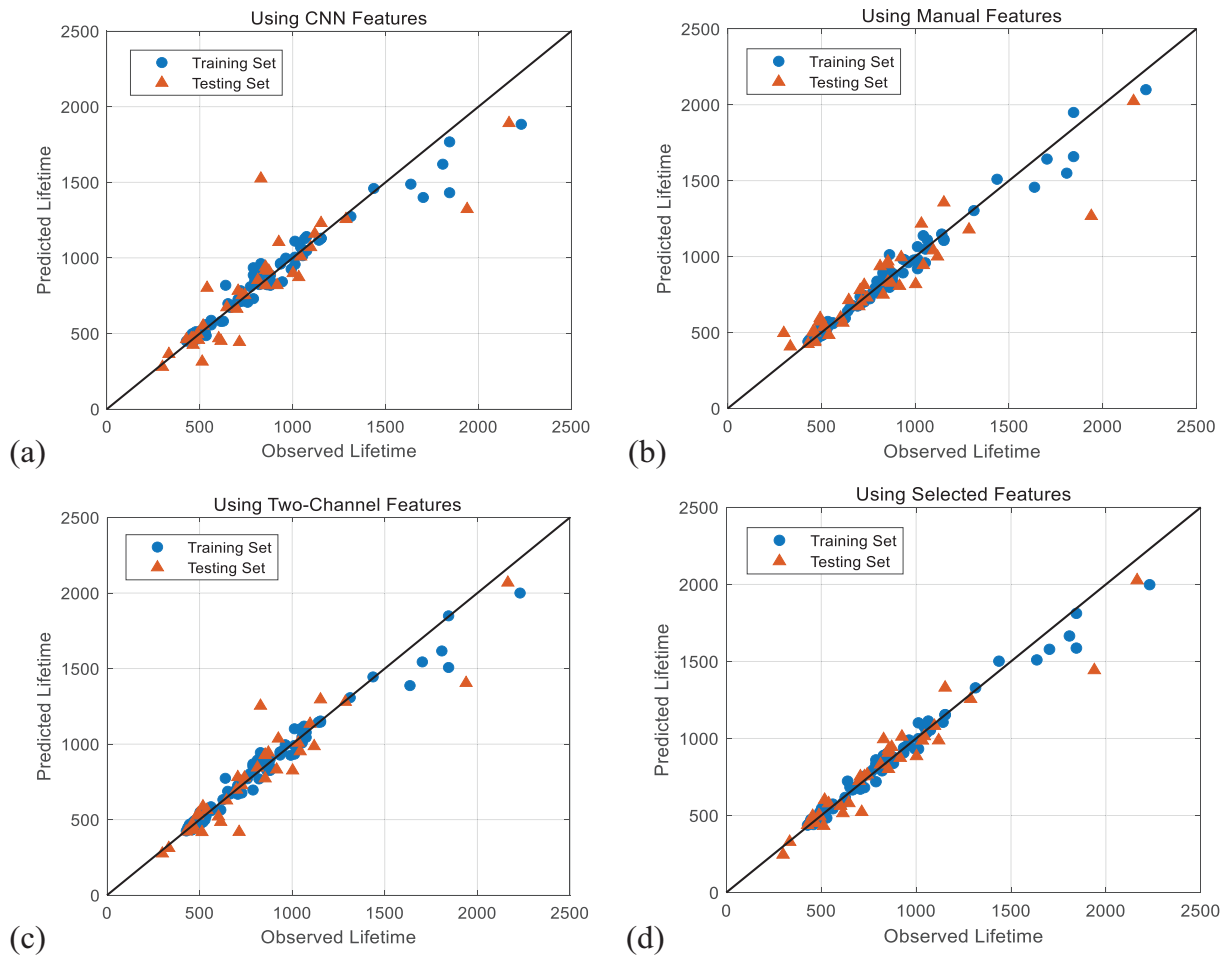 Using CNN Features
Training Set
Testing Set
2500
2000
1500
1000
500
0
Predicted Lifetime
0 500 1000 1500 2000 2500
Observed Lifetime
(a)
Using Manual Features
Training Set
Testing Set
2500
2000
1500
1000
500
0
Predicted Lifetime
0 500 1000 1500 2000 2500
Observed Lifetime
(b)
Using Two-Channel Features
Training Set
Testing Set
2500
2000
1500
1000
500
0
Predicted Lifetime
0 500 1000 1500 2000 2500
Observed Lifetime
(c)
Using Selected Features
Training Set
Testing Set
2500
2000
1500
1000
500
0
Predicted Lifetime
0 500 1000 1500 2000 2500
Observed Lifetime
(d)